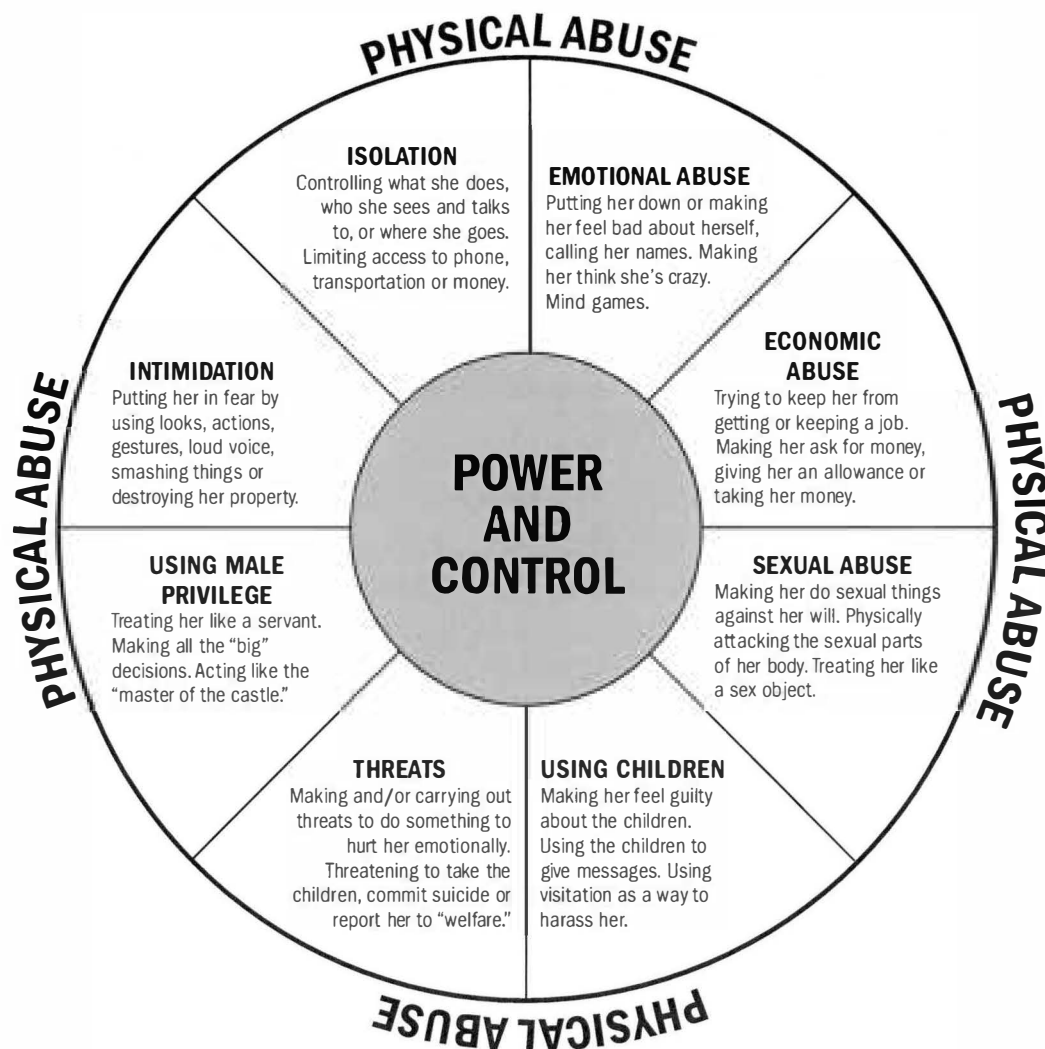 PHYSICAL ABUSE
ISOLATION
Controlling what she does,
who she sees and talks
to, or where she goes.
Limiting access to phone,
transportation or money.
EMOTIONAL ABUSE
Putting her down or making
her feel bad about herself,
calling her names. Making
her think she's crazy.
Mind games.
ECONOMIC
ABUSE
Trying to keep her from
getting or keeping a job.
Making her ask for money,
giving her an allowance or
taking her money.
PHYSICAL ABUSE
SEXUAL ABUSE
Making her do sexual things
against her will. Physically
attacking the sexual parts
of her body. Treating her like
a sex object.
USING CHILDREN
Making her feel guilty
about the children.
Using the children to
give messages. Using
visitation as a way to
harass her.
PHYSICAL ABUSE
THREATS
Making and/or carrying out
threats to do something to
hurt her emotionally.
Threatening to take the
children, commit suicide or
report her to “welfare.”
USING MALE
PRIVILEGE
Treating her like a servant.
Making all the “big”
decisions. Acting like the
“master of the castle.”
PHYSICAL ABUSE
INTIMIDATION
Putting her in fear by
using looks, actions,
gestures, loud voice,
smashing things or
destroying her property.
POWER
AND
CONTROL